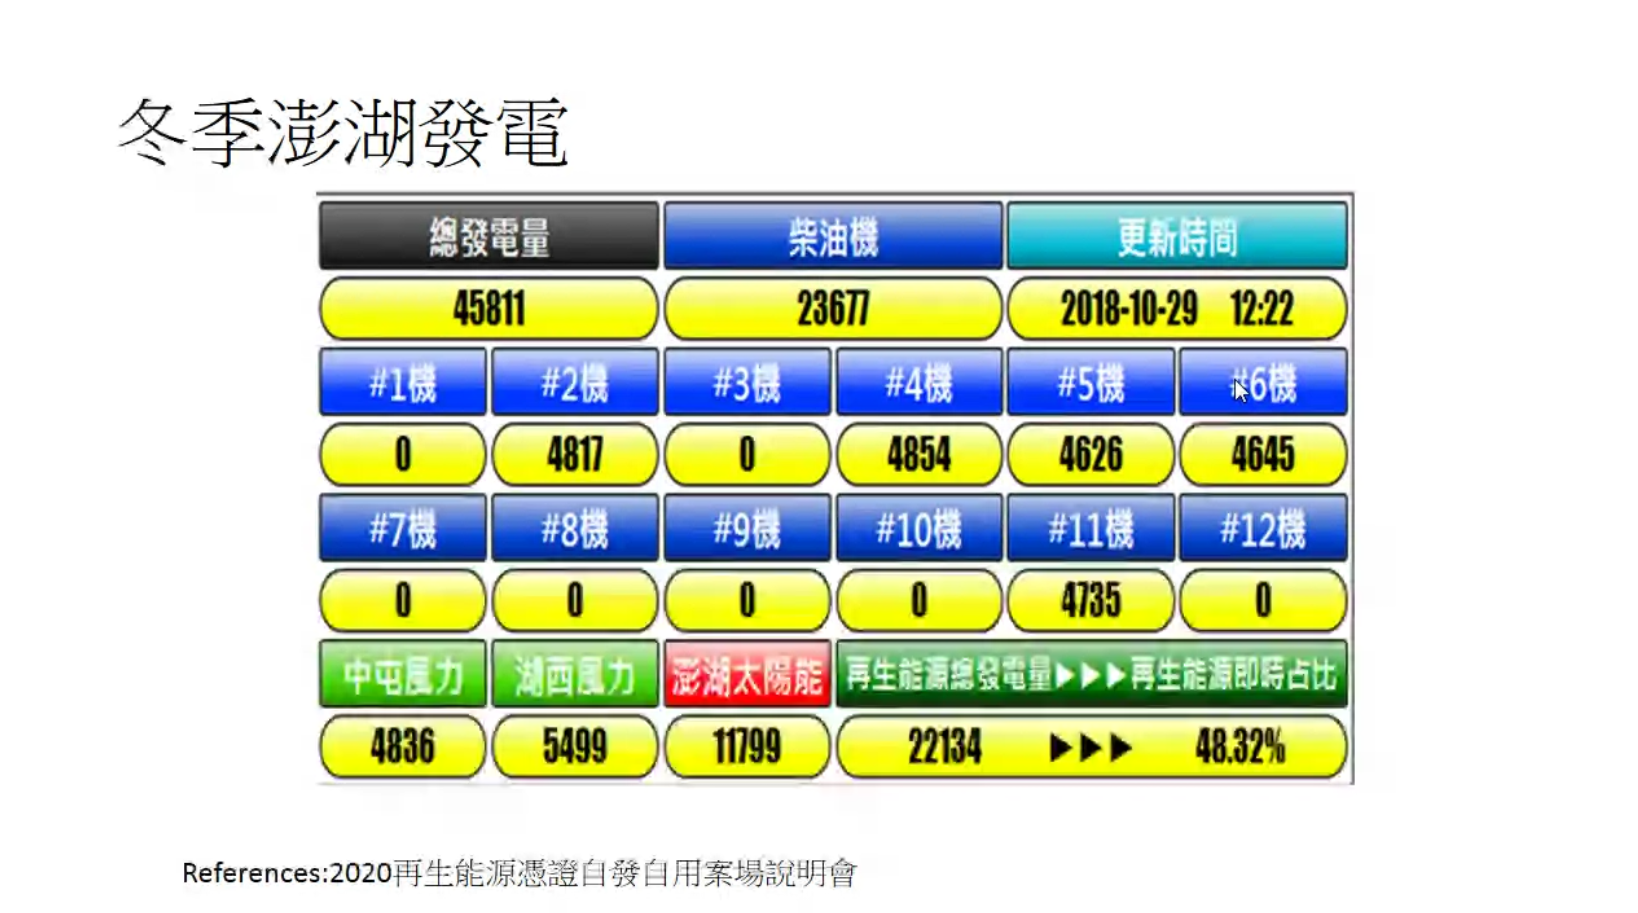 冬季澎湖發電
總發電量 柴油機 更新時間
45811 23677 2018-10-29 12:22
#1機 #2機 #3機 #4機 #5機 #6機
0 4817 0 4854 4626 4645
#7機 #8機 #9機 #10機 #11機 #12機
0 0 0 0 4735 0
中屯風力 湖西風力 澎湖太陽能 再生能源總發電量▶▶▶再生能源即時占比
4836 5499 11799 22134 ▶▶▶ 48.32%
References:2020再生能源憑證自發自用案場說明會